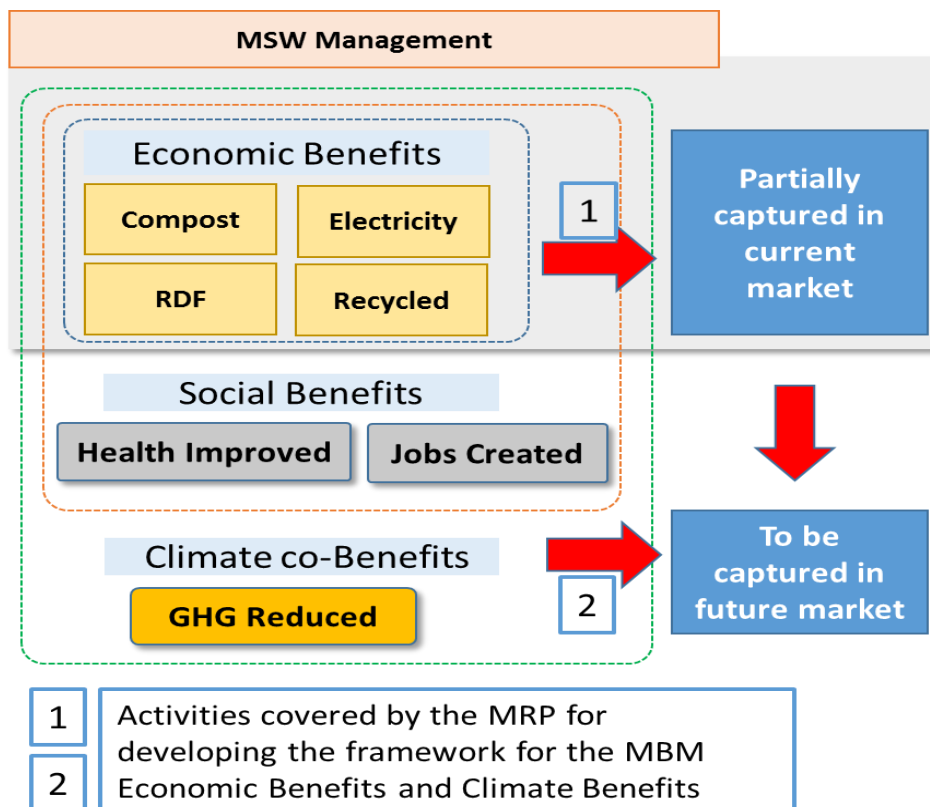 MSW Management
Economic Benefits
Compost
Electricity
RDF
Recycled
1
Partially
captured in
current
market
Social Benefits
Health Improved
Jobs Created
Climate co-Benefits
GHG Reduced
2
To be
captured in
future market
1
2
Activities covered by the MRP for
developing the framework for the MBM
Economic Benefits and Climate Benefits